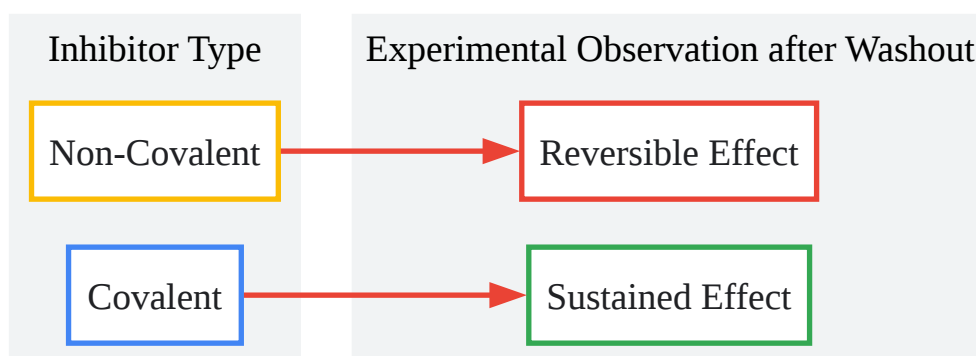 Inhibitor Type
Experimental Observation after Washout
Non-Covalent
Reversible Effect
Covalent
Sustained Effect